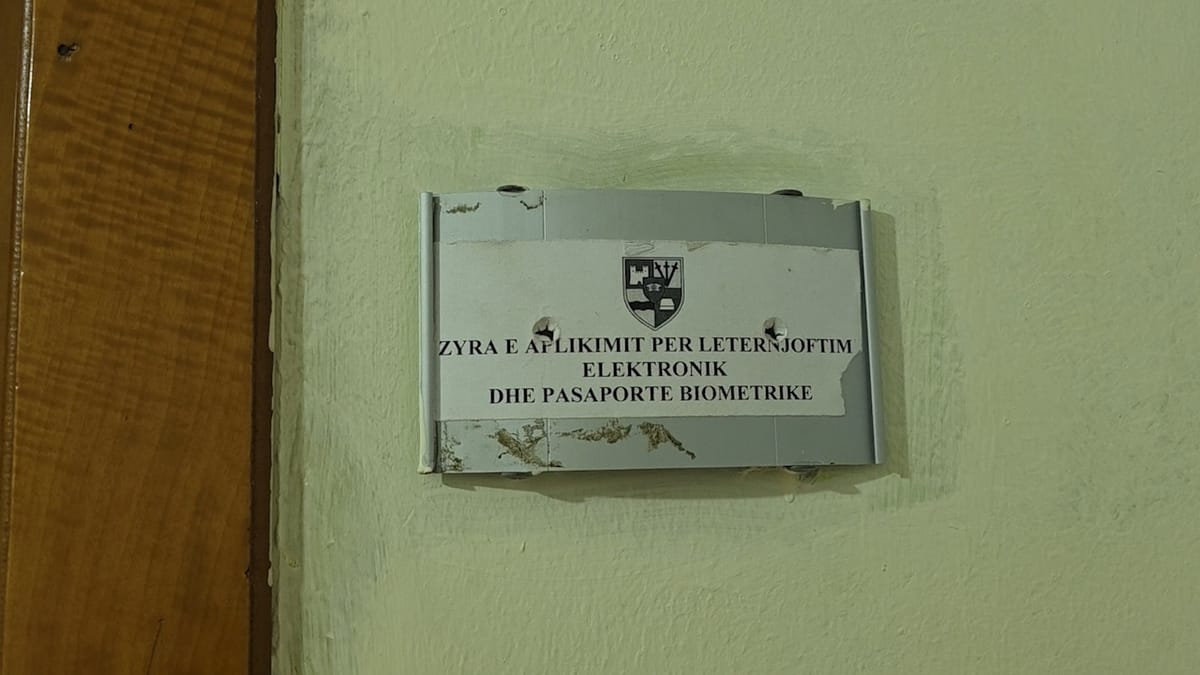 ZYRA E APLIKIMIT PER LETERNJOFTIM
ELEKTRONIK
DHE PASAPORTE BIOMETRIKE